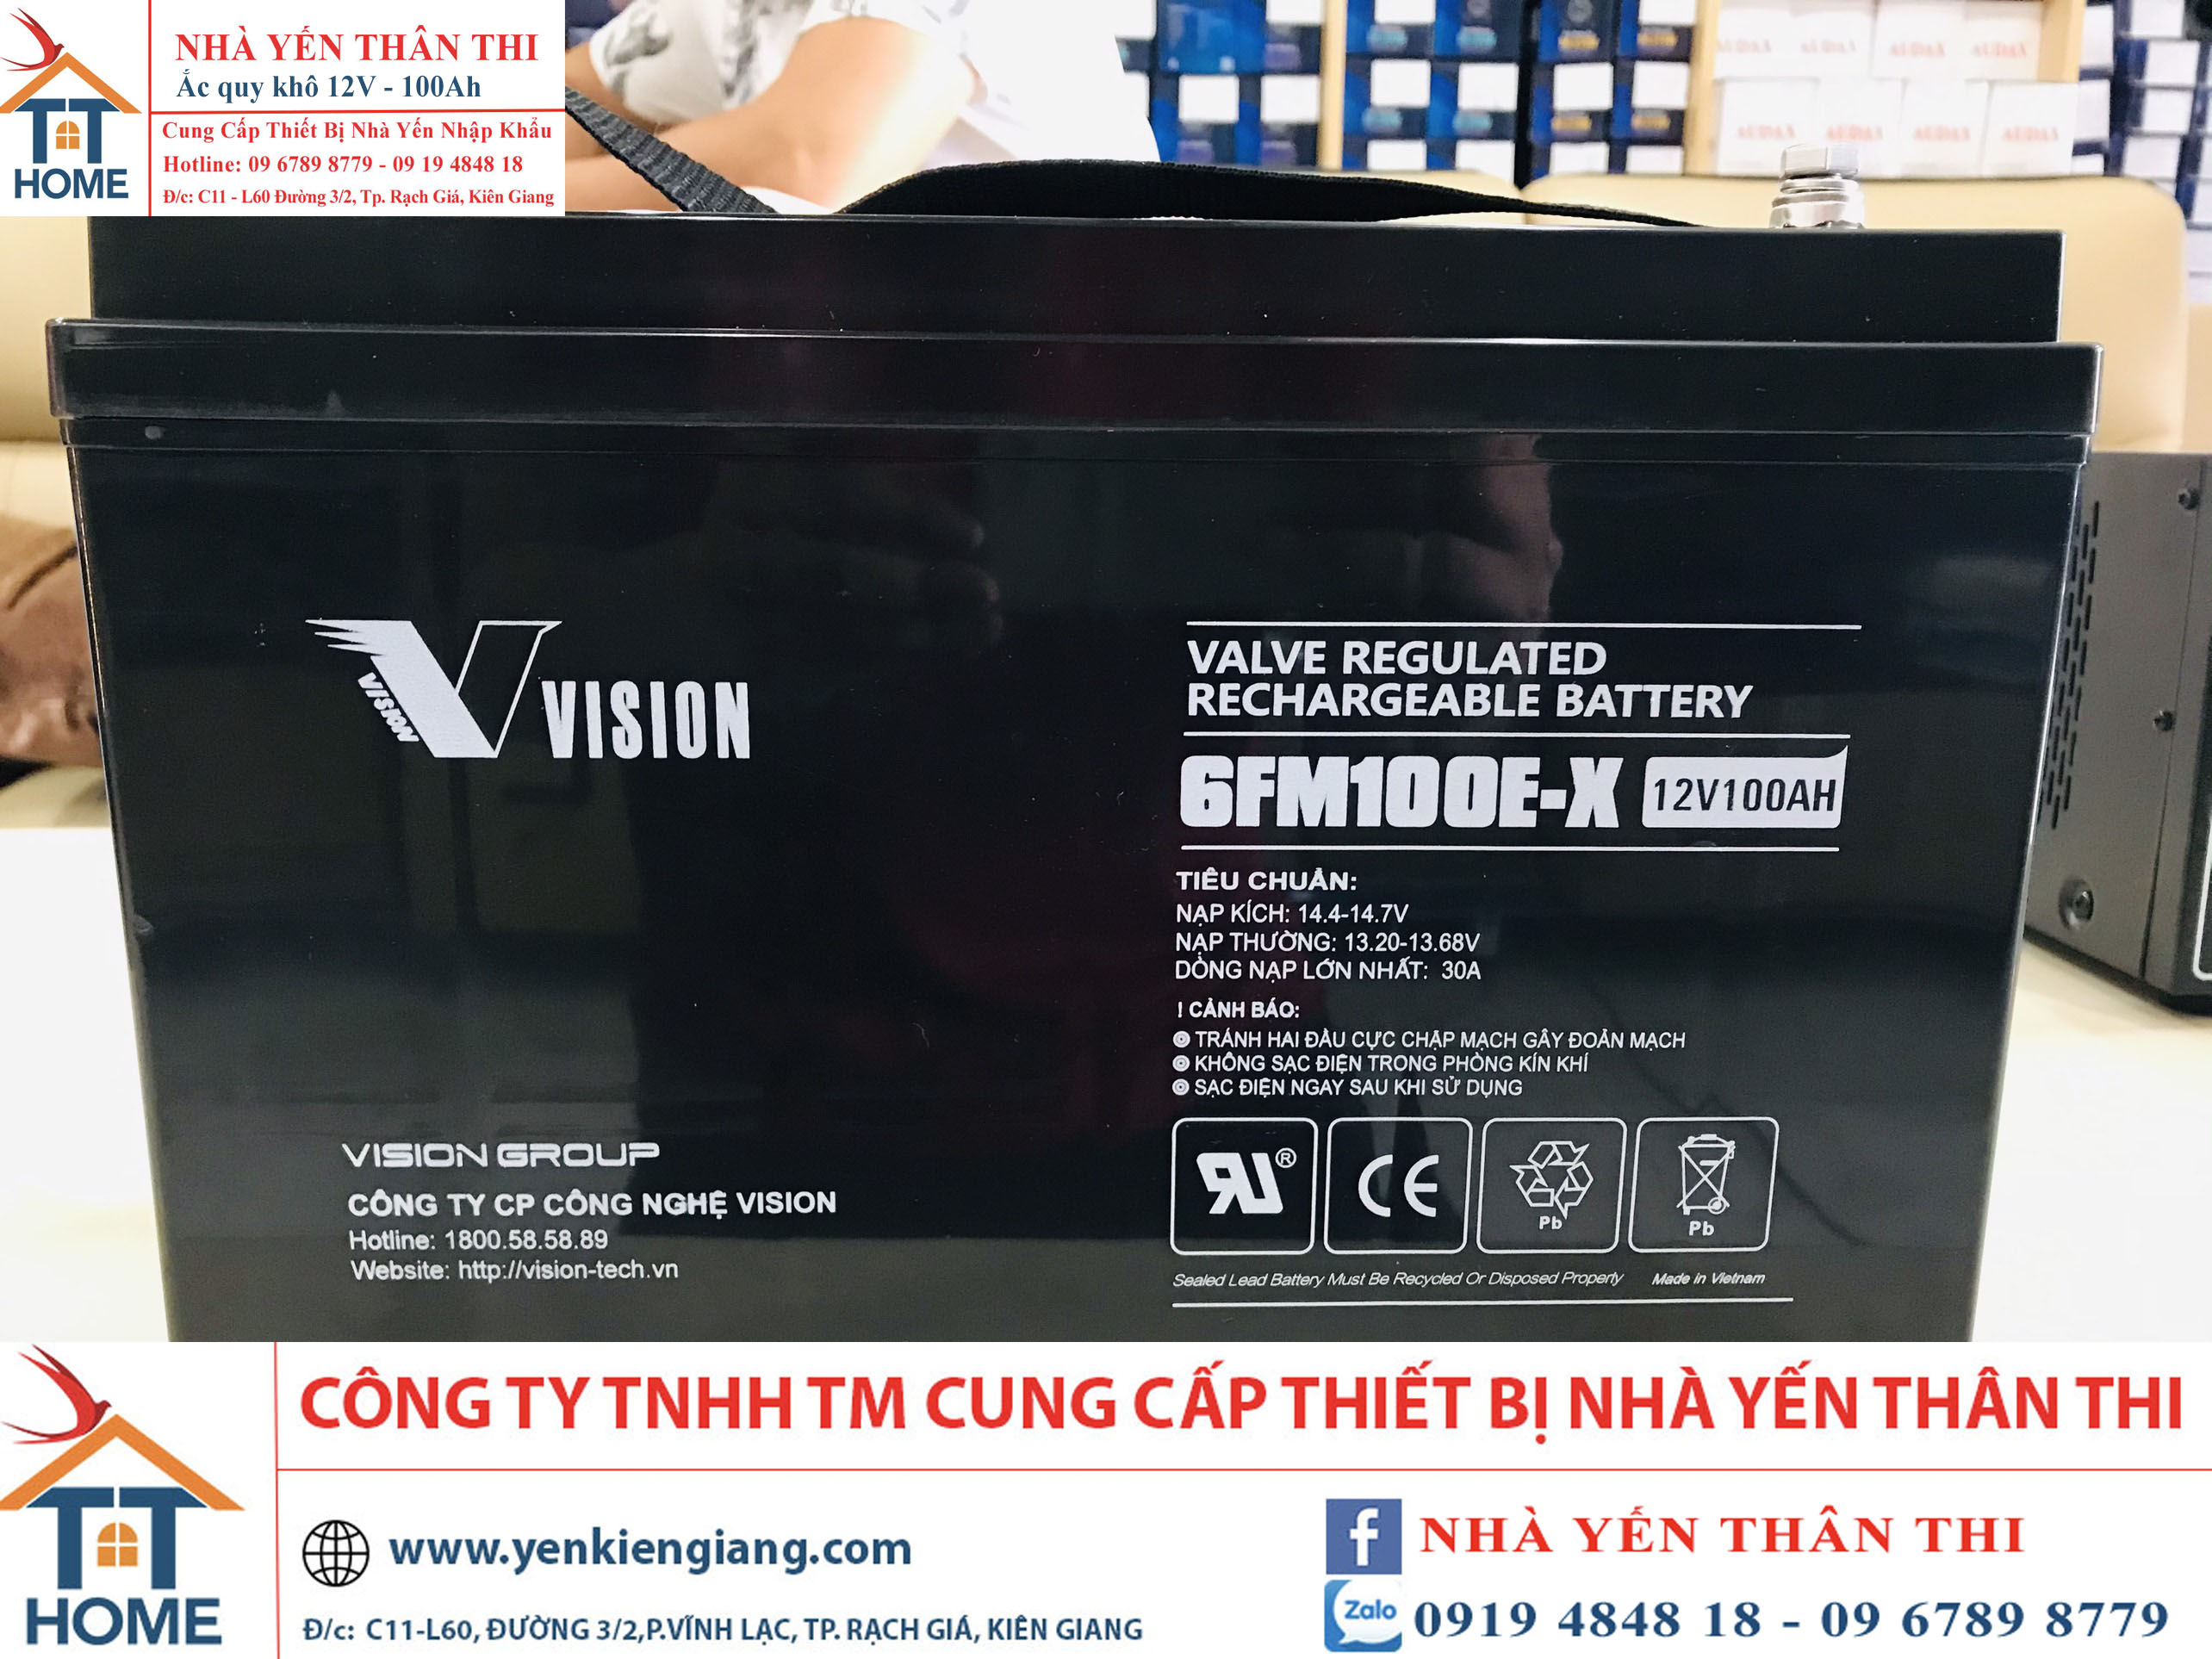 NHÀ YẾN THÂN THI
Ắc quy khô 12V - 100Ah
Cung Cấp Thiết Bị Nhà Yến Nhập Khẩu
Hotline: 09 6789 8779 - 09 19 4848 18
Đ/c: C11 - L60 Đường 3/2, Tp. Rạch Giá, Kiên Giang
TT
HOME
VISION
VISION
VALVE REGULATED
RECHARGEABLE BATTERY
6FM100E-X 12V100AH
TIÊU CHUẨN:
NẠP KÍCH: 14.4-14.7V
NẠP THƯỜNG: 13.20-13.68V
DÒNG NẠP LỚN NHẤT: 30A
! CẢNH BÁO:
TRÁNH HAI ĐẦU CỰC CHẬP MẠCH GÂY ĐOẢN MẠCH
KHÔNG SẠC ĐIỆN TRONG PHÒNG KÍN KHÍ
SẠC ĐIỆN NGAY SAU KHI SỬ DỤNG
VISION GROUP
CÔNG TY CP CÔNG NGHỆ VISION
Hotline: 1800.58.58.89
Website: http://vision-tech.vn
RU® CE Pb Pb
Sealed Lead Battery Must Be Recycled Or Disposed Property Made in Vietnam
TT
HOME
CÔNG TY TNHH TM CUNG CẤP THIẾT BỊ NHÀ YẾN THÂN THI
www.yenkiengiang.com
Đ/c: C11-L60, ĐƯỜNG 3/2,P.VĨNH LẠC, TP. RẠCH GIÁ, KIÊN GIANG
f NHÀ YẾN THÂN THI
Zalo 0919 4848 18 - 09 6789 8779